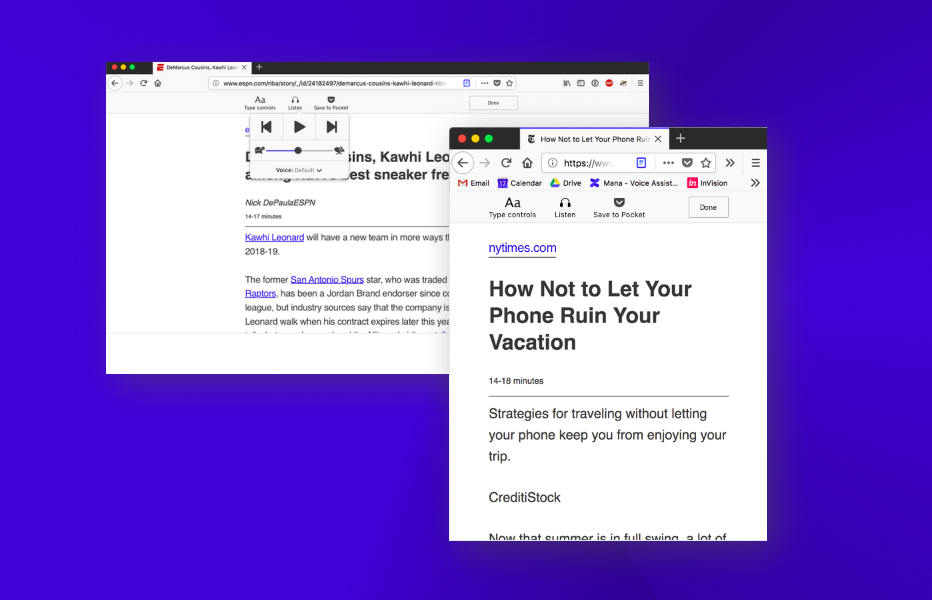 DeMarcus Cousins, Kawhi Leon
www.espn.com/nba/story/_/id/24182497/demarcus-cousins-kawhi-leonard-nba
Aa
Type controls
Listen
Save to Pocket
Done
Voice: Default
sins, Kawhi Leo
best sneaker fre
Nick DePaulaESPN
14-17 minutes
Kawhi Leonard will have a new team in more ways th
2018-19.
The former San Antonio Spurs star, who was traded
Raptors, has been a Jordan Brand endorser since co
league, but industry sources say that the company is
Leonard walk when his contract expires later this yea
How Not to Let Your Phone Rui
https://www
Email
Calendar
Drive
Mana - Voice Assist...
in InVision
Aa
Type controls
Listen
Save to Pocket
Done
nytimes.com
How Not to Let Your
Phone Ruin Your
Vacation
14-18 minutes
Strategies for traveling without letting
your phone keep you from enjoying your
trip.
CreditiStock
Now that summer is in full swing, a lot of